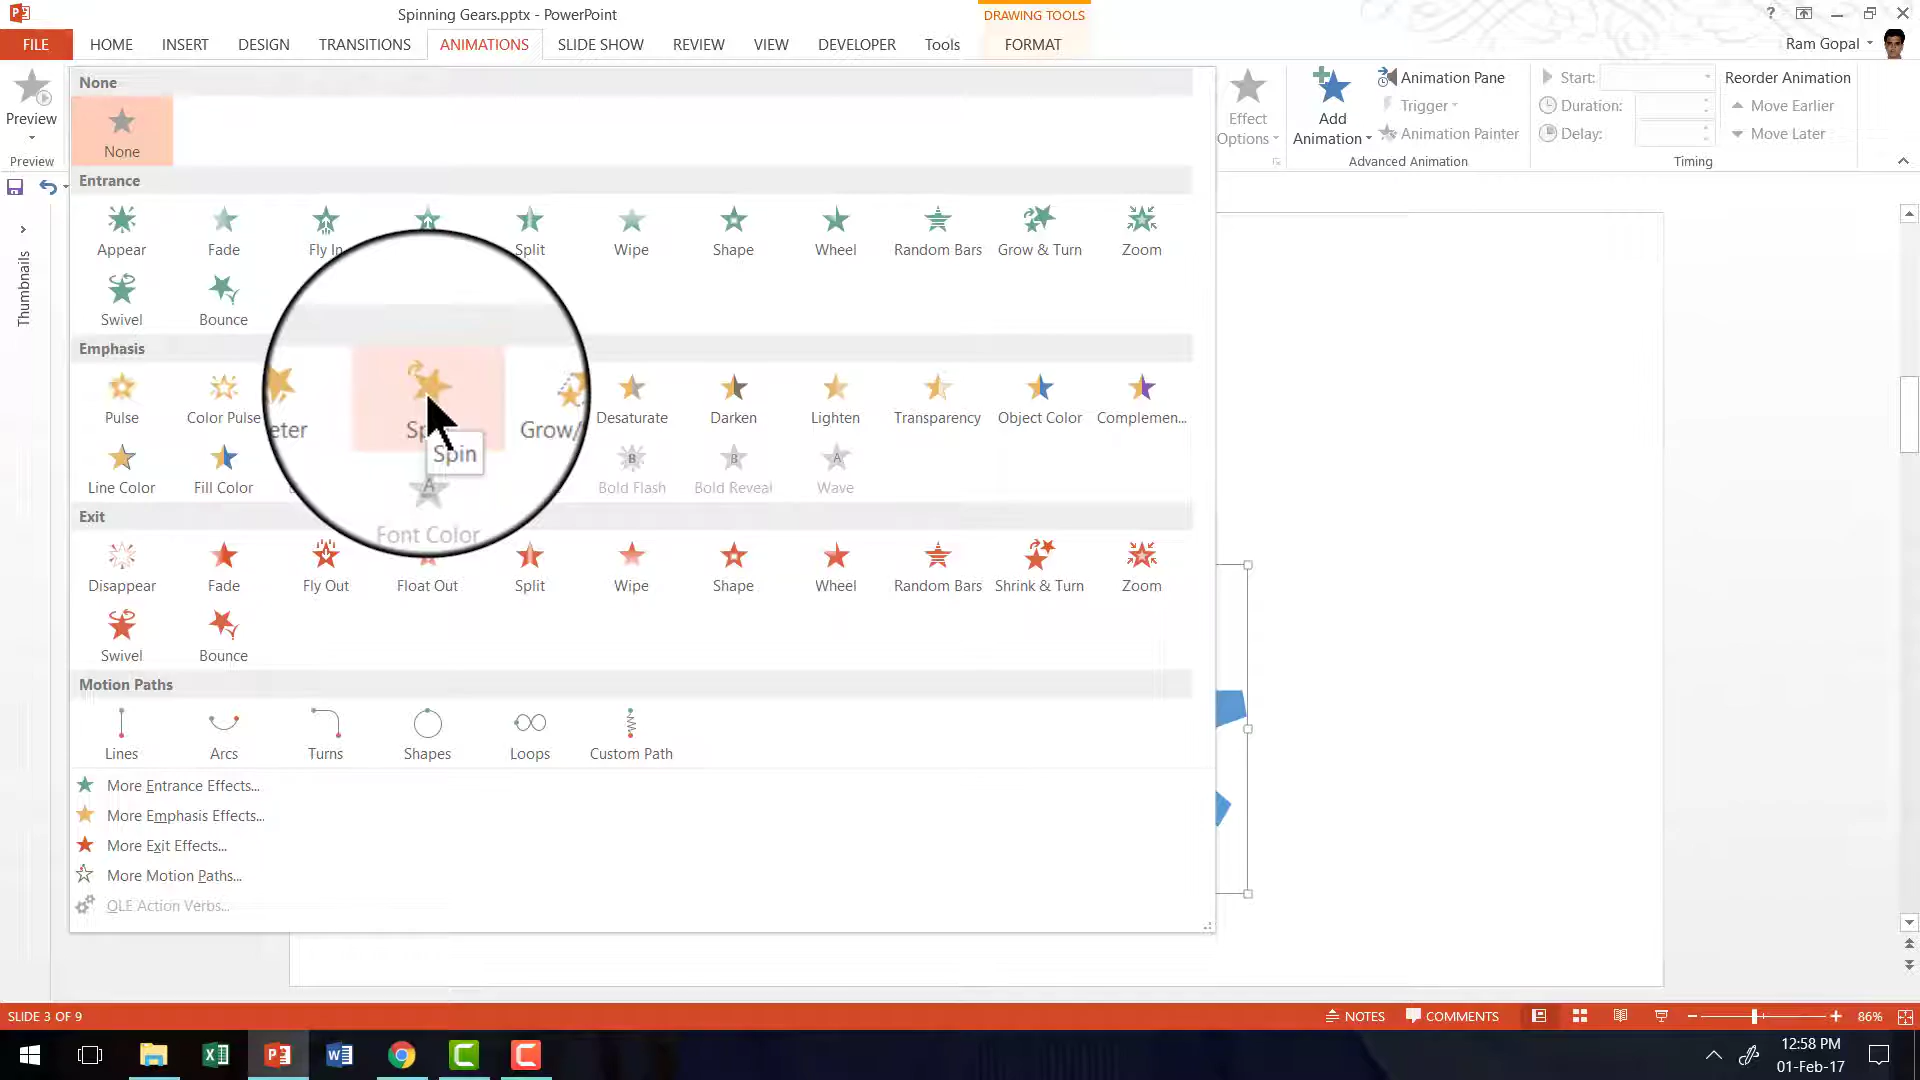 Spinning Gears.pptx - PowerPoint
DRAWING TOOLS
?
FILE
HOME
INSERT
DESIGN
TRANSITIONS
ANIMATIONS
SLIDE SHOW
REVIEW
VIEW
DEVELOPER
Tools
FORMAT
Ram Gopal
Preview
Preview
None
None
Entrance
Appear
Fade
Fly In
Split
Wipe
Shape
Wheel
Random Bars
Grow & Turn
Zoom
Swivel
Bounce
Emphasis
Pulse
Color Pulse
eter
Spin
Grow/
Desaturate
Darken
Lighten
Transparency
Object Color
Complemen...
Line Color
Fill Color
Font Color
Bold Flash
Bold Reveal
Wave
Exit
Disappear
Fade
Fly Out
Float Out
Split
Wipe
Shape
Wheel
Random Bars
Shrink & Turn
Zoom
Swivel
Bounce
Motion Paths
Lines
Arcs
Turns
Shapes
Loops
Custom Path
More Entrance Effects...
More Emphasis Effects...
More Exit Effects...
More Motion Paths...
OLE Action Verbs...
Effect
Options
Add
Animation
Animation Pane
Trigger
Animation Painter
Advanced Animation
Start:
Duration:
Delay:
Reorder Animation
Move Earlier
Move Later
Timing
Thumbnails
SLIDE 3 OF 9
NOTES
COMMENTS
86%
12:58 PM
01-Feb-17